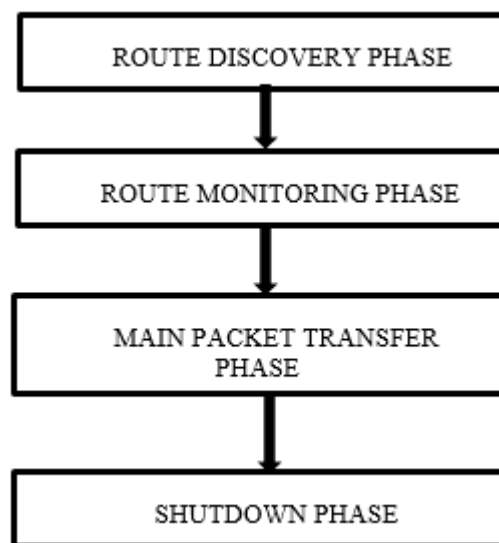 ROUTE DISCOVERY PHASE
ROUTE MONITORING PHASE
MAIN PACKET TRANSFER
PHASE
SHUTDOWN PHASE